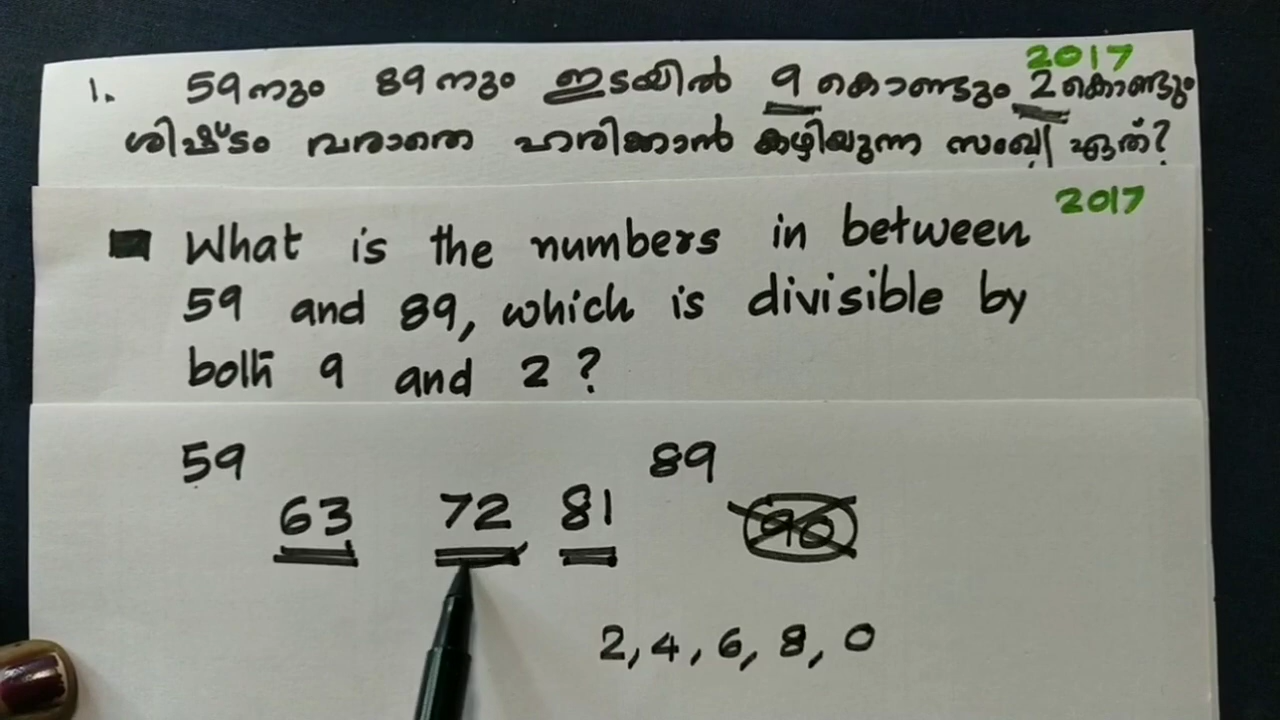 2017
1. 59നും 89നും ഇടയിൽ 9 കൊണ്ടും 2 കൊണ്ടും
ശിഷ്ടം വരാതെ ഹരിക്കാൻ കഴിയുന്ന സംഖ്യ ഏത്?
2017
What is the numbers in between
59 and 89, which is divisible by
both 9 and 2 ?
59 89
63 72 81 90
2, 4, 6, 8, 0